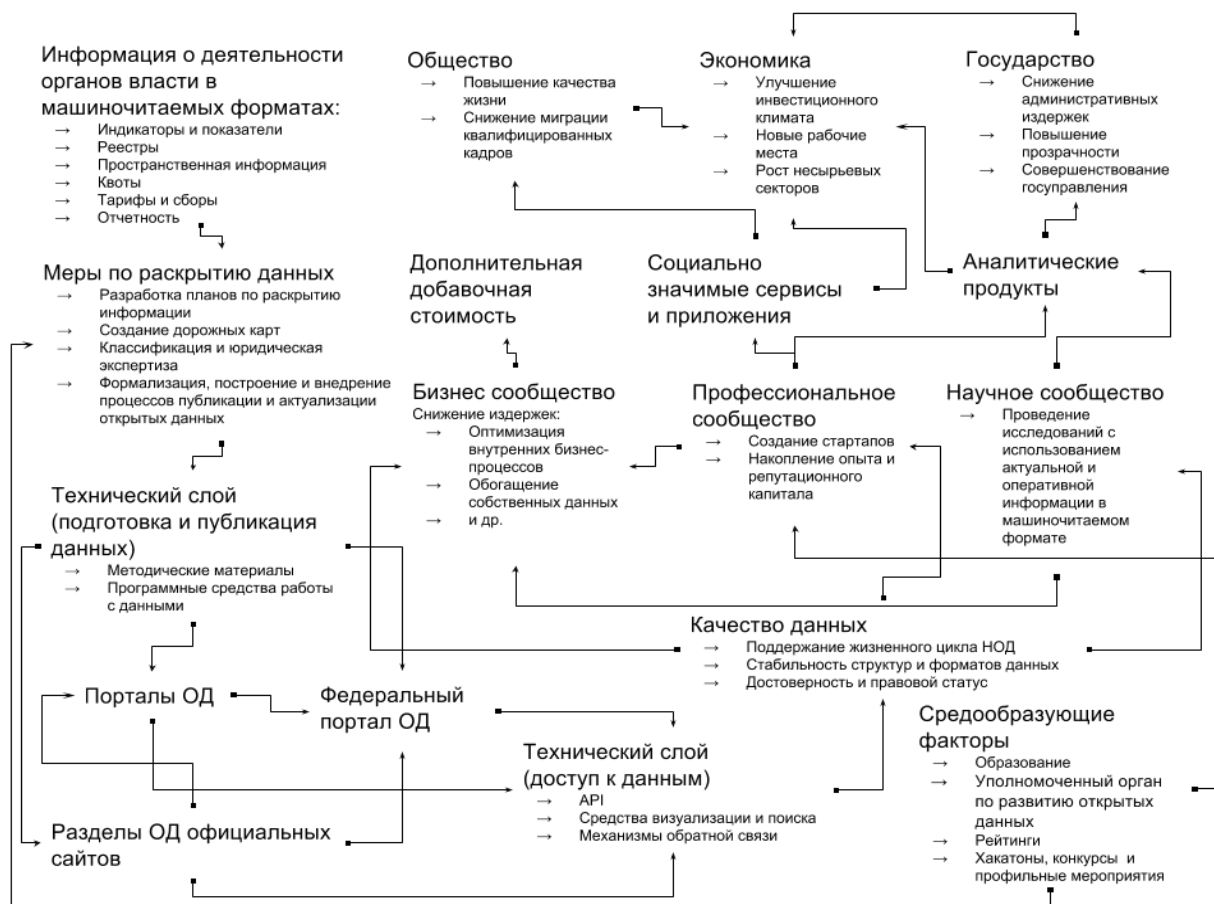 Информация о деятельности
органов власти в
машиночитаемых форматах:
→ Индикаторы и показатели
→ Реестры
→ Пространственная информация
→ Квоты
→ Тарифы и сборы
→ Отчетность
Общество
→ Повышение качества
жизни
→ Снижение миграции
квалифицированных
кадров
Экономика
→ Улучшение
инвестиционного
климата
→ Новые рабочие
места
→ Рост несырьевых
секторов
Государство
→ Снижение
административных
издержек
→ Повышение
прозрачности
→ Совершенствование
госуправления
Меры по раскрытию данных
→ Разработка планов по раскрытию
информации
→ Создание дорожных карт
→ Классификация и юридическая
экспертиза
→ Формализация, построение и внедрение
процессов публикации и актуализации
открытых данных
Дополнительная
добавочная
стоимость
Социально
значимые сервисы
и приложения
Аналитические
продукты
Бизнес сообщество
Снижение издержек:
→ Оптимизация
внутренних бизнес-
процессов
→ Обогащение
собственных данных
→ и др.
Профессиональное
сообщество
→ Создание стартапов
→ Накопление опыта и
репутационного
капитала
Научное сообщество
→ Проведение
исследований с
использованием
актуальной и
оперативной
информации в
машиночитаемом
формате
Технический слой
(подготовка и публикация
данных)
→ Методические материалы
→ Программные средства работы
с данными
Качество данных
→ Поддержание жизненного цикла НОД
→ Стабильность структур и форматов данных
→ Достоверность и правовой статус
Порталы ОД
Федеральный
портал ОД
Технический слой
(доступ к данным)
→ API
→ Средства визуализации и поиска
→ Механизмы обратной связи
Средообразующие
факторы
→ Образование
→ Уполномоченный орган
по развитию открытых
данных
→ Рейтинги
→ Хакатоны, конкурсы и
профильные мероприятия
Разделы ОД официальных
сайтов